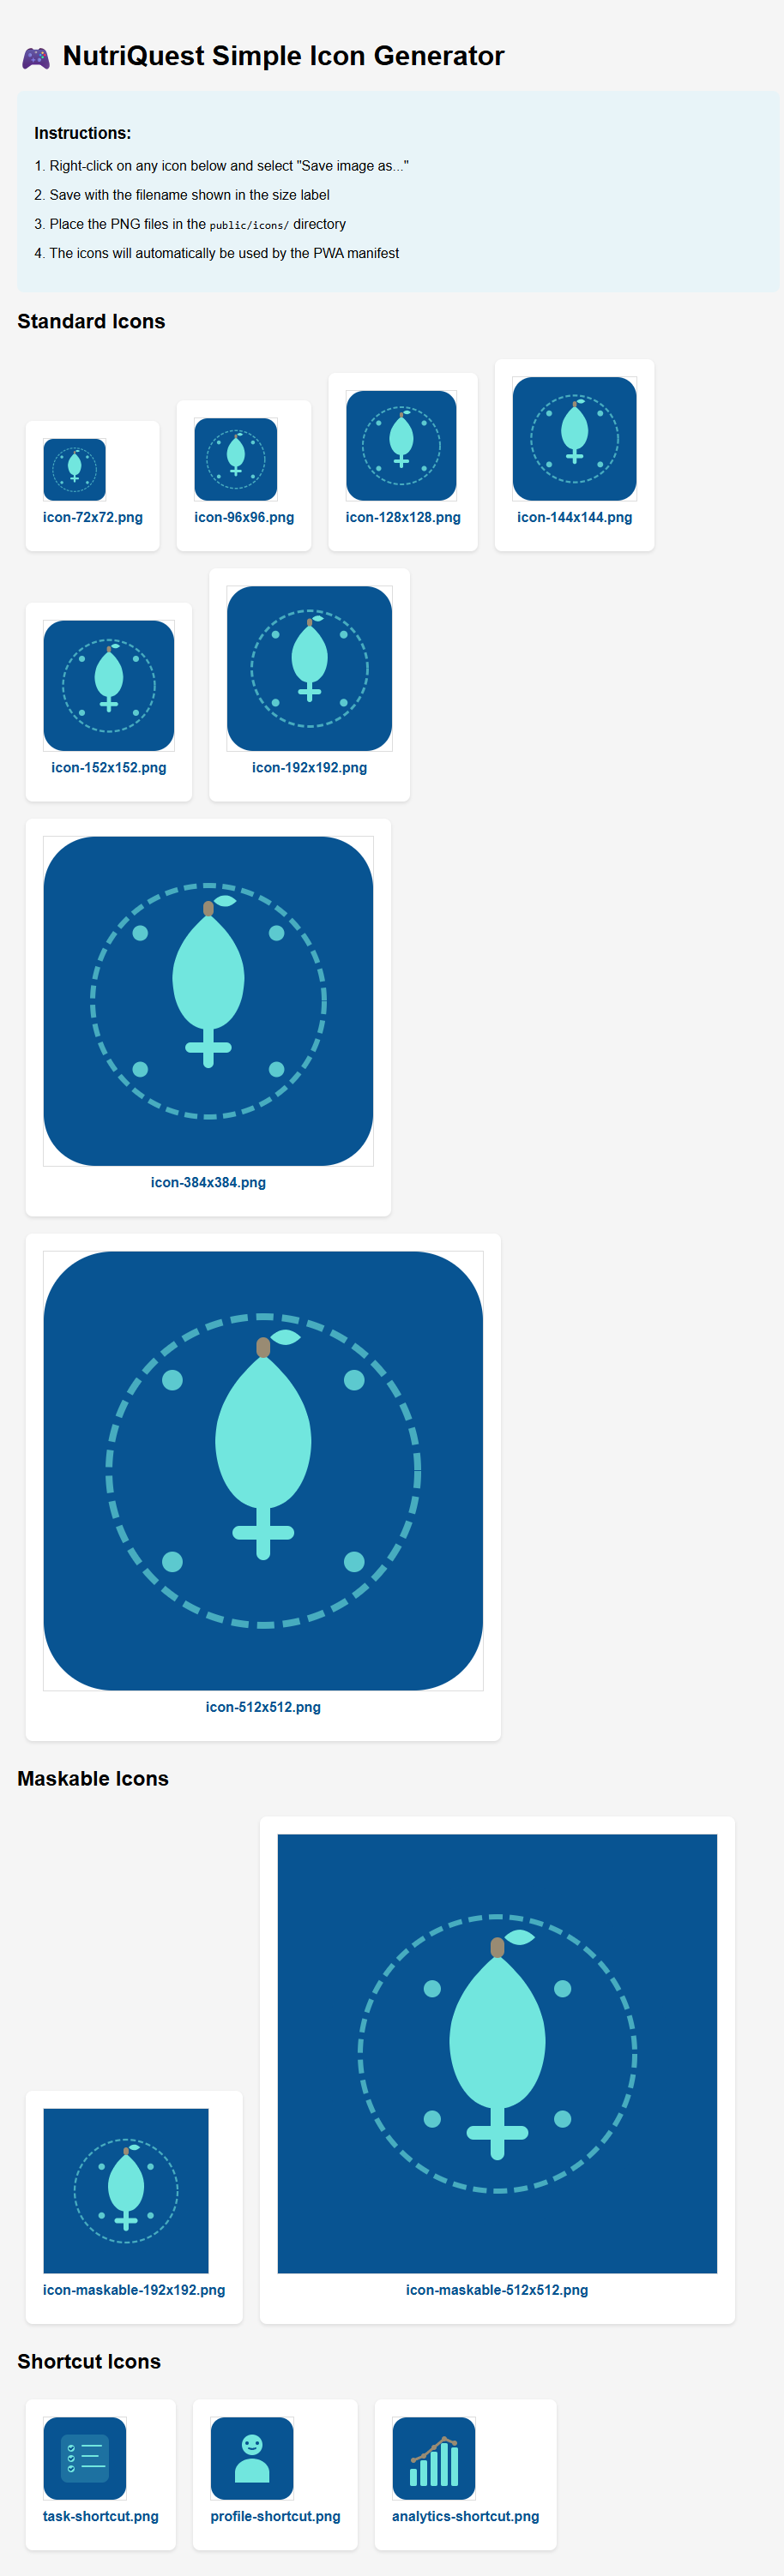 🎮 NutriQuest Simple Icon Generator
Instructions:
1. Right-click on any icon below and select "Save image as..."
2. Save with the filename shown in the size label
3. Place the PNG files in the public/icons/ directory
4. The icons will automatically be used by the PWA manifest
Standard Icons
icon-72x72.png
icon-96x96.png
icon-128x128.png
icon-144x144.png
icon-152x152.png
icon-192x192.png
icon-384x384.png
icon-512x512.png
Maskable Icons
icon-maskable-192x192.png
icon-maskable-512x512.png
Shortcut Icons
task-shortcut.png
profile-shortcut.png
analytics-shortcut.png